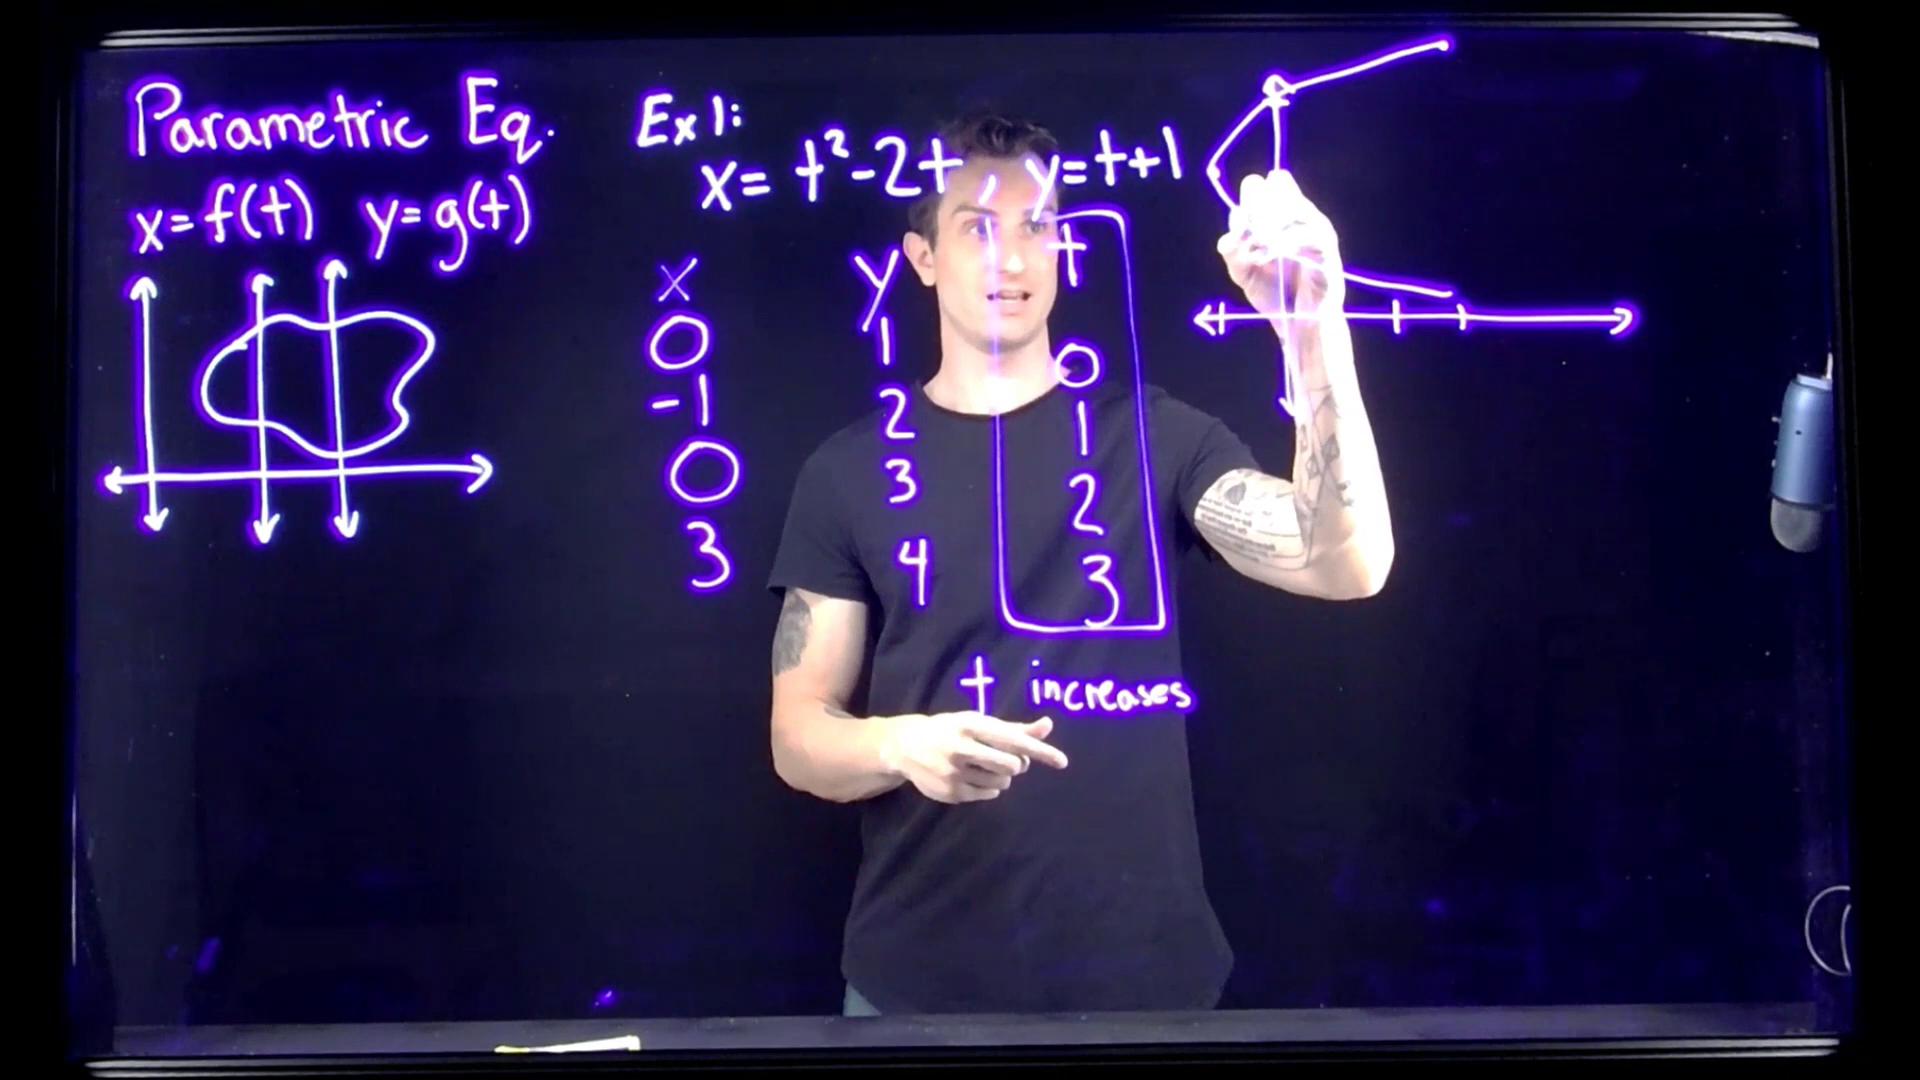 Parametric Eq.
x=f(t) y=g(t)
Ex 1:
x= t²-2t, y=t+1
x y t
0 1 0
-1 2 1
0 3 2
3 4 3
t increases